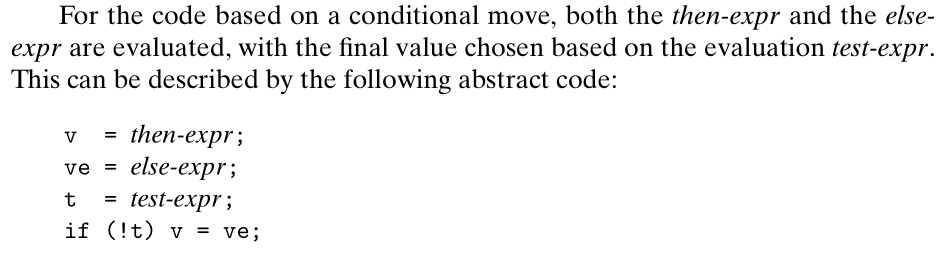 For the code based on a conditional move, both the then-expr and the else-
expr are evaluated, with the final value chosen based on the evaluation test-expr.
This can be described by the following abstract code:
v = then-expr;
ve = else-expr;
t = test-expr;
if (!t) v = ve;